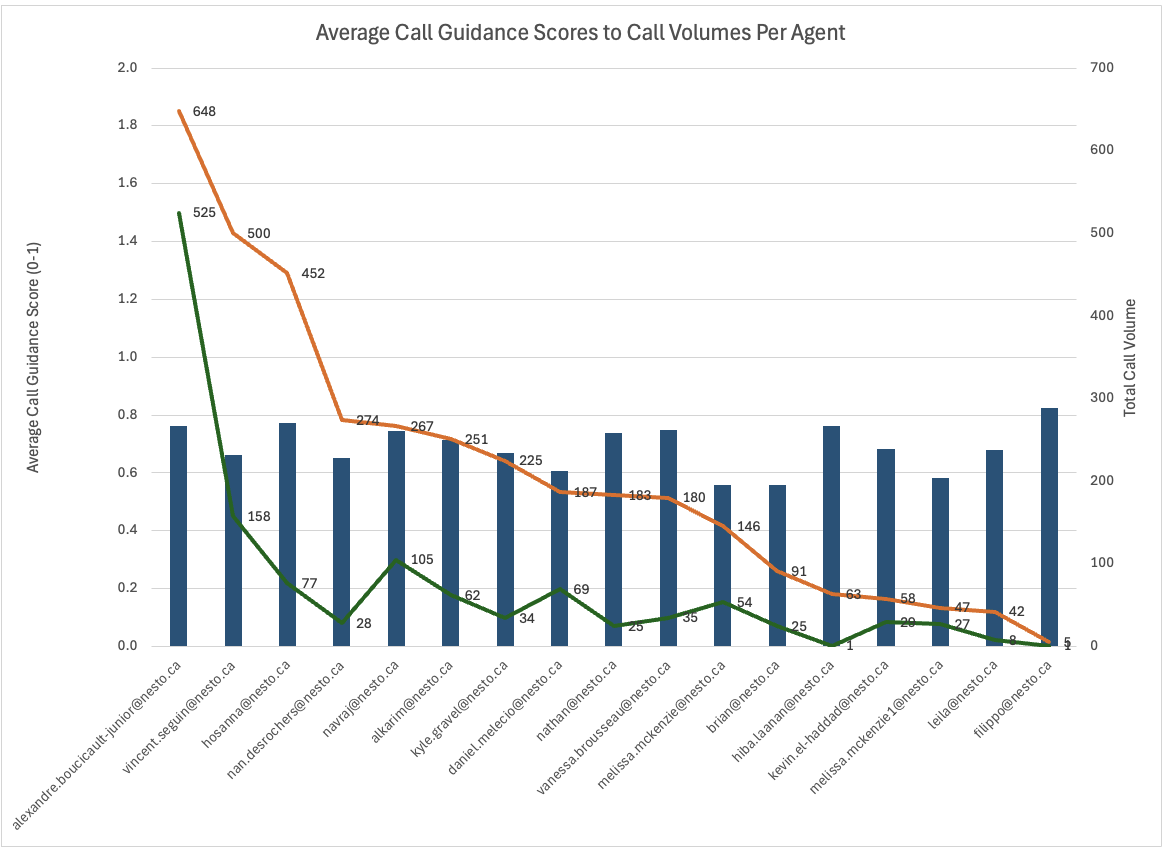 Average Call Guidance Scores to Call Volumes Per Agent
Average Call Guidance Score (0-1)
2.0
1.8
1.6
1.4
1.2
1.0
0.8
0.6
0.4
0.2
0.0
700
600
500
400
300
200
100
0
Total Call Volume
648
500
452
274
267
251
225
187
183
180
146
91
63
58
47
42
5
525
158
77
28
105
62
34
69
25
35
54
25
1
29
27
8
alexandre.boucicault-junior@nesto.ca
vincent.seguin@nesto.ca
hosanna@nesto.ca
nan.desrochers@nesto.ca
navraj@nesto.ca
alkarim@nesto.ca
kyle.gravel@nesto.ca
daniel.melecio@nesto.ca
nathan@nesto.ca
vanessa.brousseau@nesto.ca
melissa.mckenzie@nesto.ca
brian@nesto.ca
hiba.laanan@nesto.ca
kevin.el-haddad@nesto.ca
melissa.mckenzie1@nesto.ca
leila@nesto.ca
filippo@nesto.ca